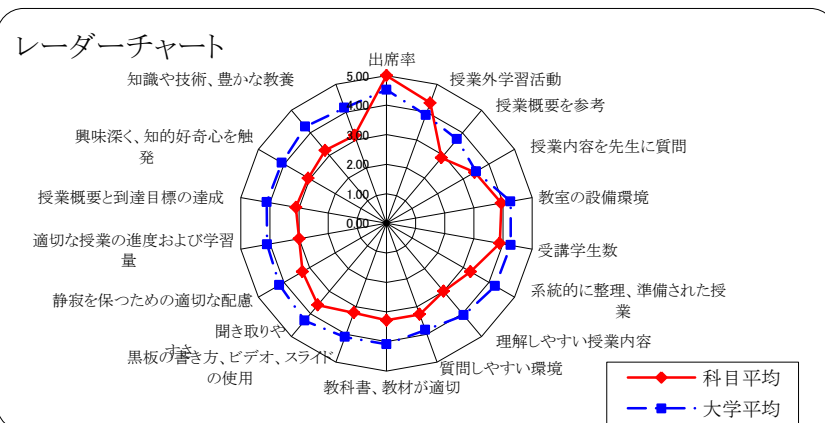 レーダーチャート
出席率
授業外学習活動
授業概要を参考
授業内容を先生に質問
教室の設備環境
受講学生数
系統的に整理、準備された授
業
理解しやすい授業内容
質問しやすい環境
教科書、教材が適切
黒板の書き方、ビデオ、スライド
の使用
聞き取りや
すさ
静寂を保つための適切な配慮
適切な授業の進度および学習
量
授業概要と到達目標の達成
興味深く、知的好奇心を触
発
知識や技術、豊かな教養
5.00
4.00
3.00
2.00
1.00
0.00
科目平均
大学平均